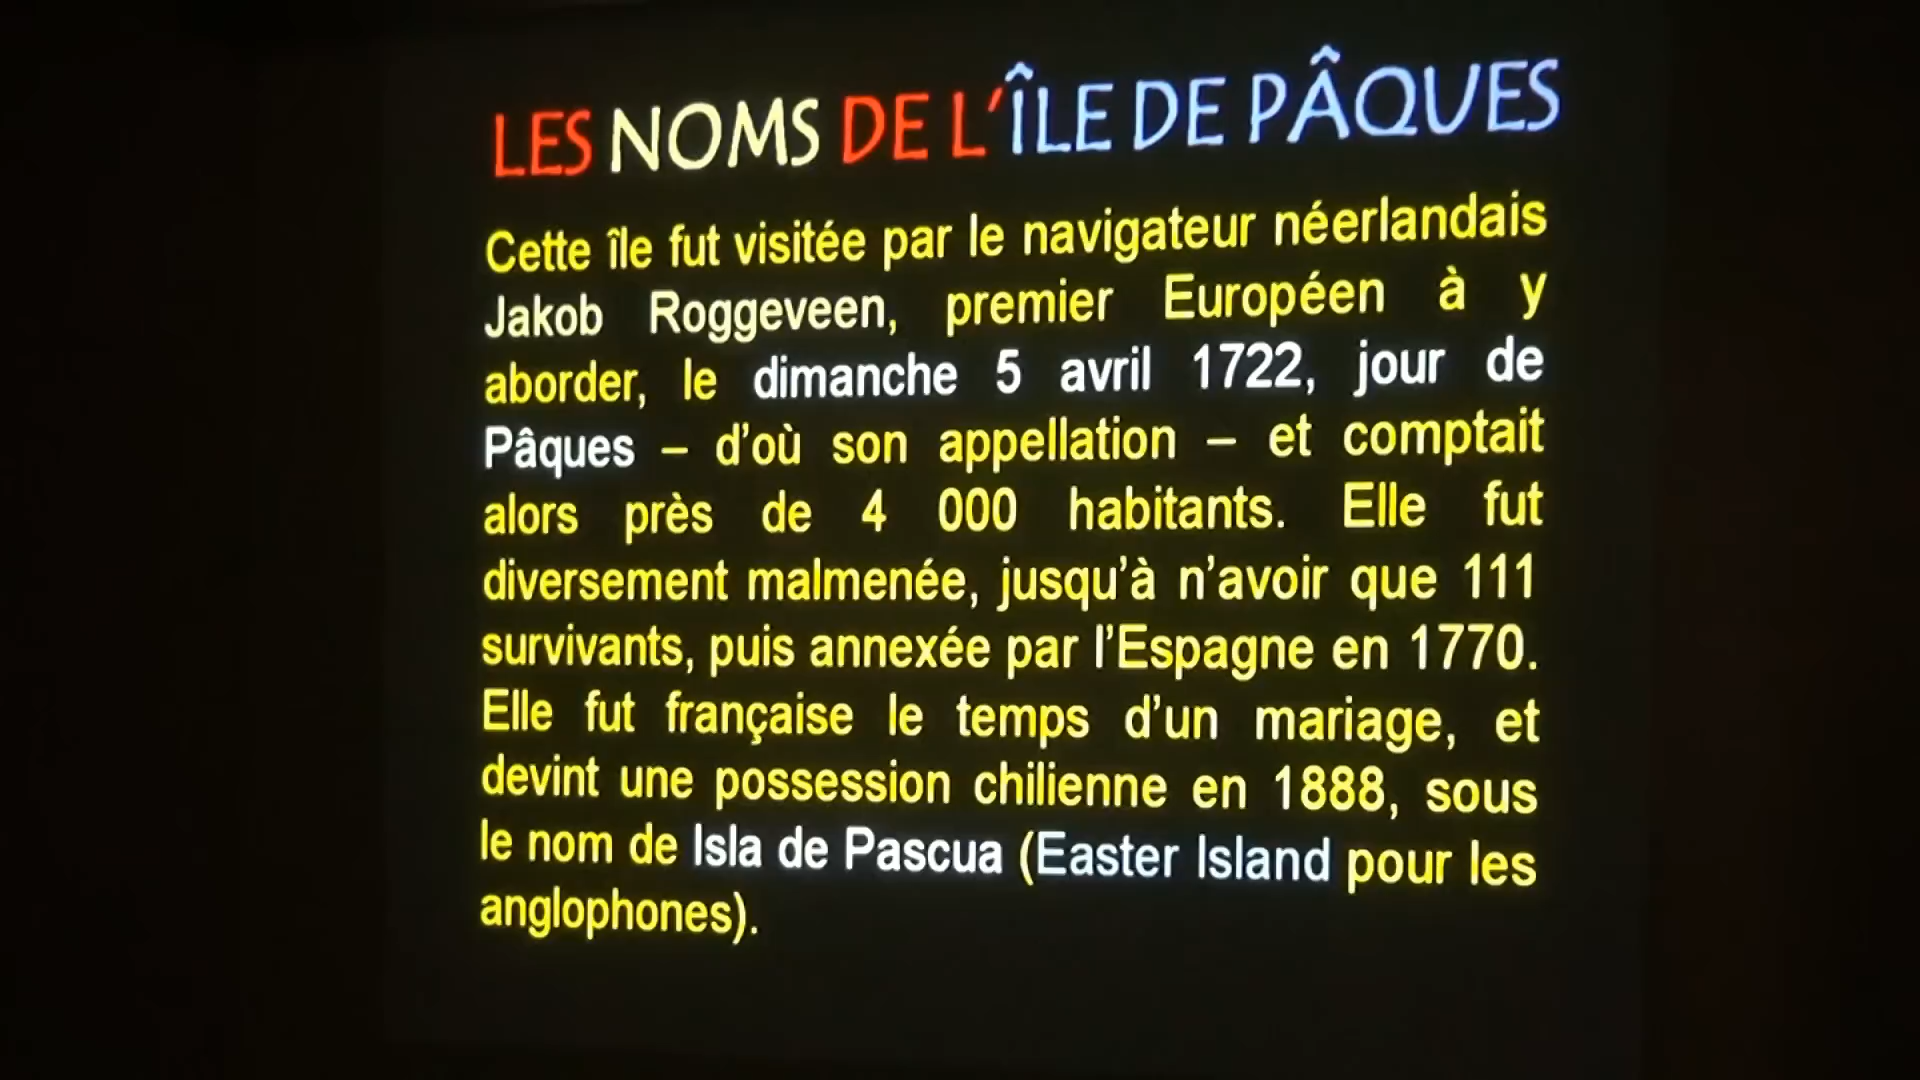 LES NOMS DE L'ÎLE DE PÂQUES
Cette île fut visitée par le navigateur néerlandais
Jakob Roggeveen, premier Européen à y
aborder, le dimanche 5 avril 1722, jour de
Pâques – d'où son appellation – et comptait
alors près de 4 000 habitants. Elle fut
diversement malmenée, jusqu'à n'avoir que 111
survivants, puis annexée par l'Espagne en 1770.
Elle fut française le temps d'un mariage, et
devint une possession chilienne en 1888, sous
le nom de Isla de Pascua (Easter Island pour les
anglophones).